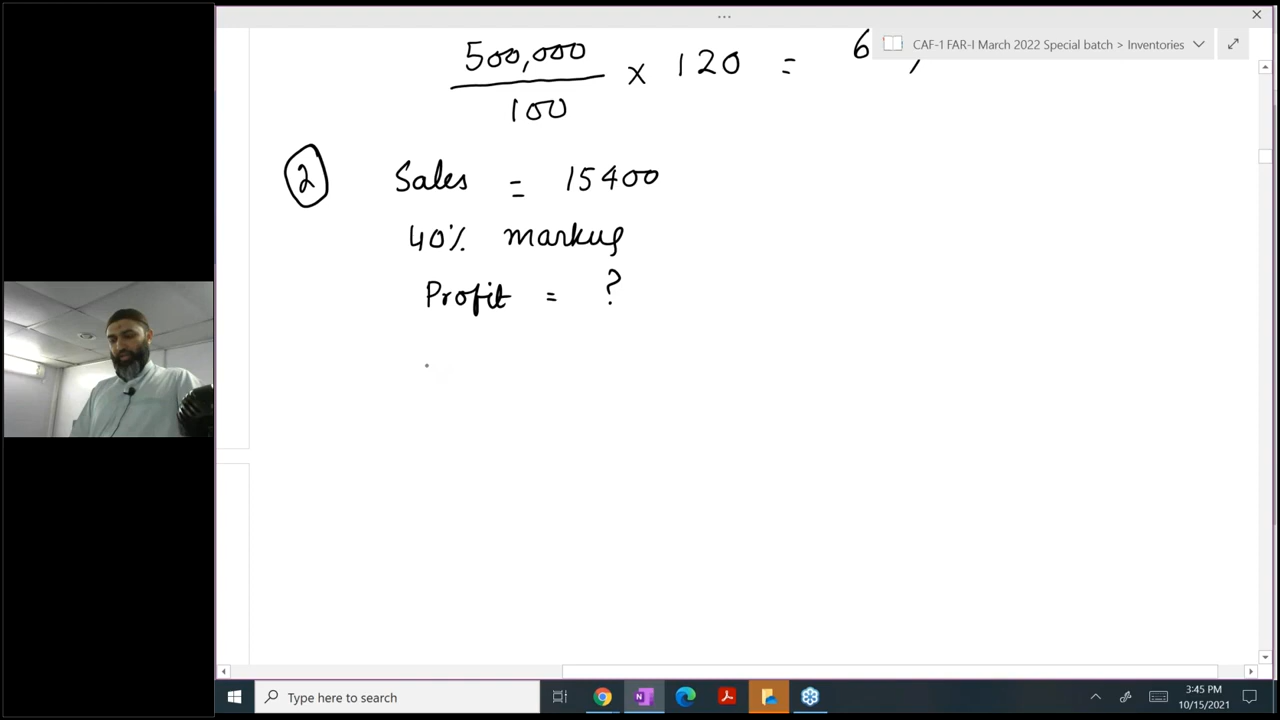 CAF-1 FAR-I March 2022 Special batch > Inventories
500,000
100
x 120 = 6
2 Sales = 15400
40% markup
Profit = ?
Type here to search
3:45 PM
10/15/2021